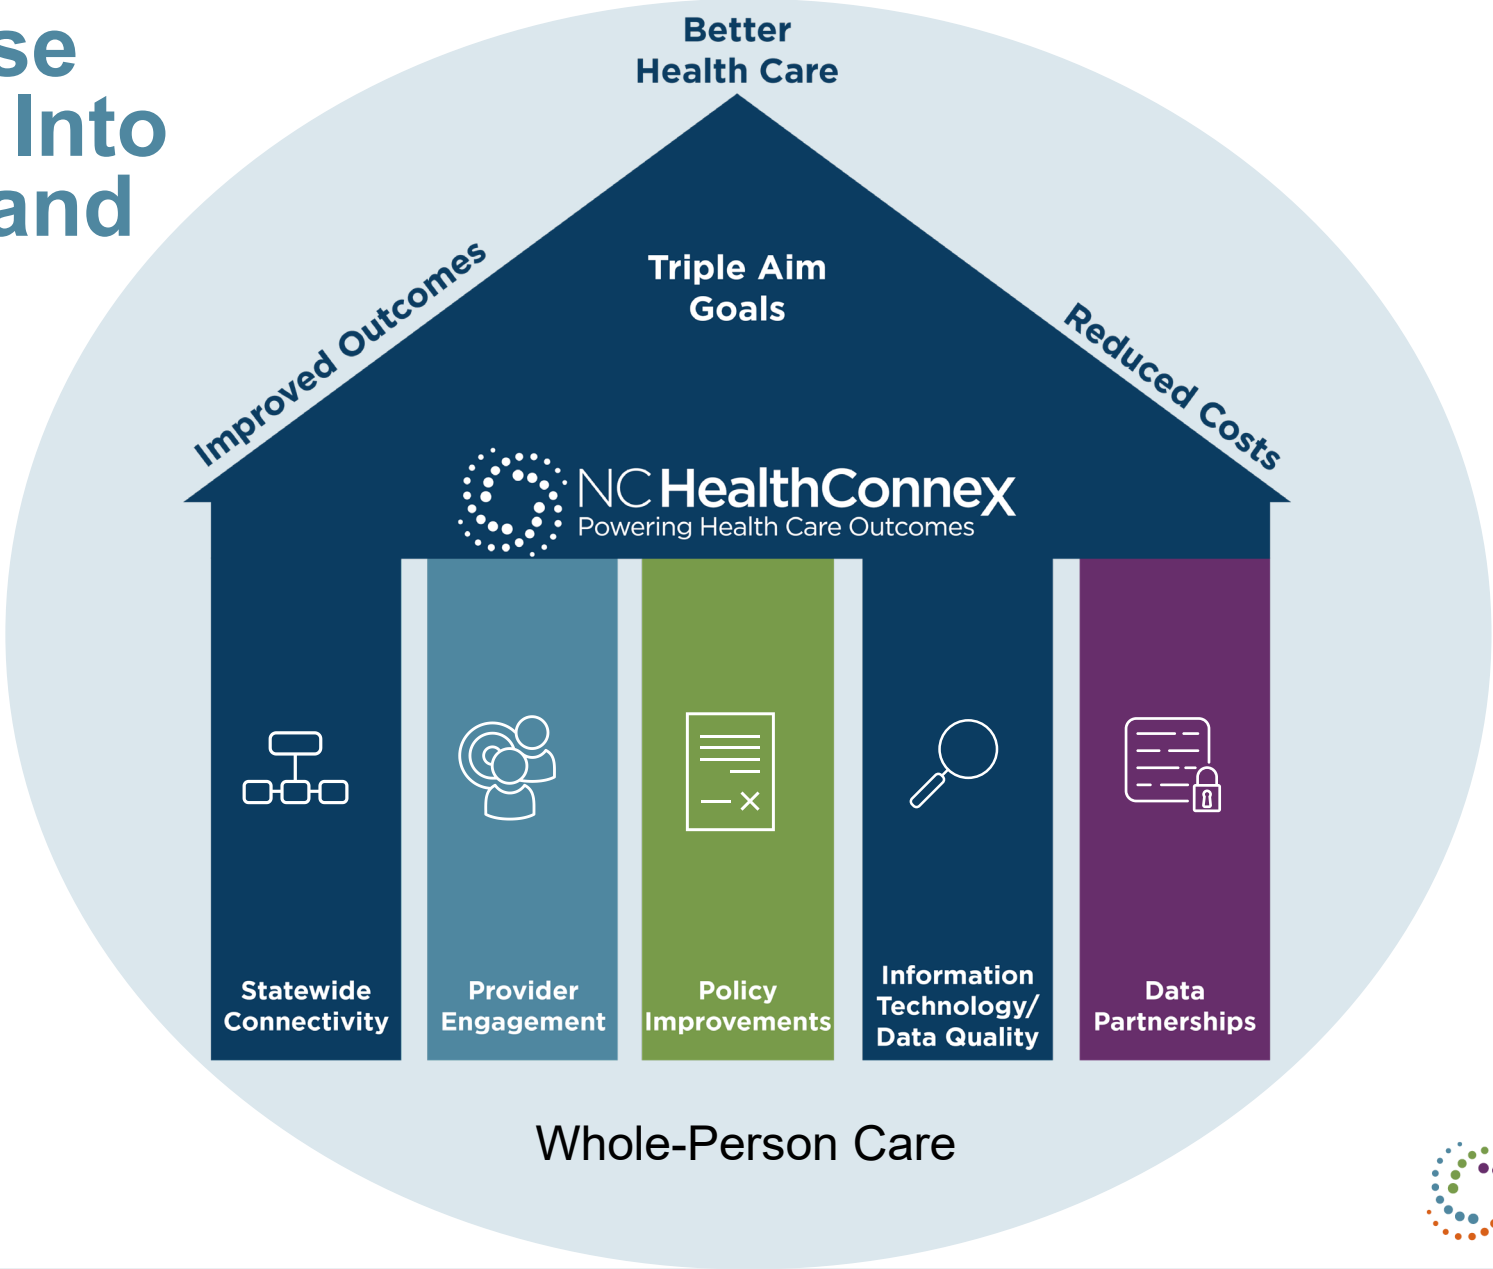 se
Into
and
Better
Health Care
Improved Outcomes
Triple Aim
Goals
Reduced Costs
NC HealthConnex
Powering Health Care Outcomes
Statewide
Connectivity
Provider
Engagement
Policy
Improvements
Information
Technology/
Data Quality
Data
Partnerships
Whole-Person Care